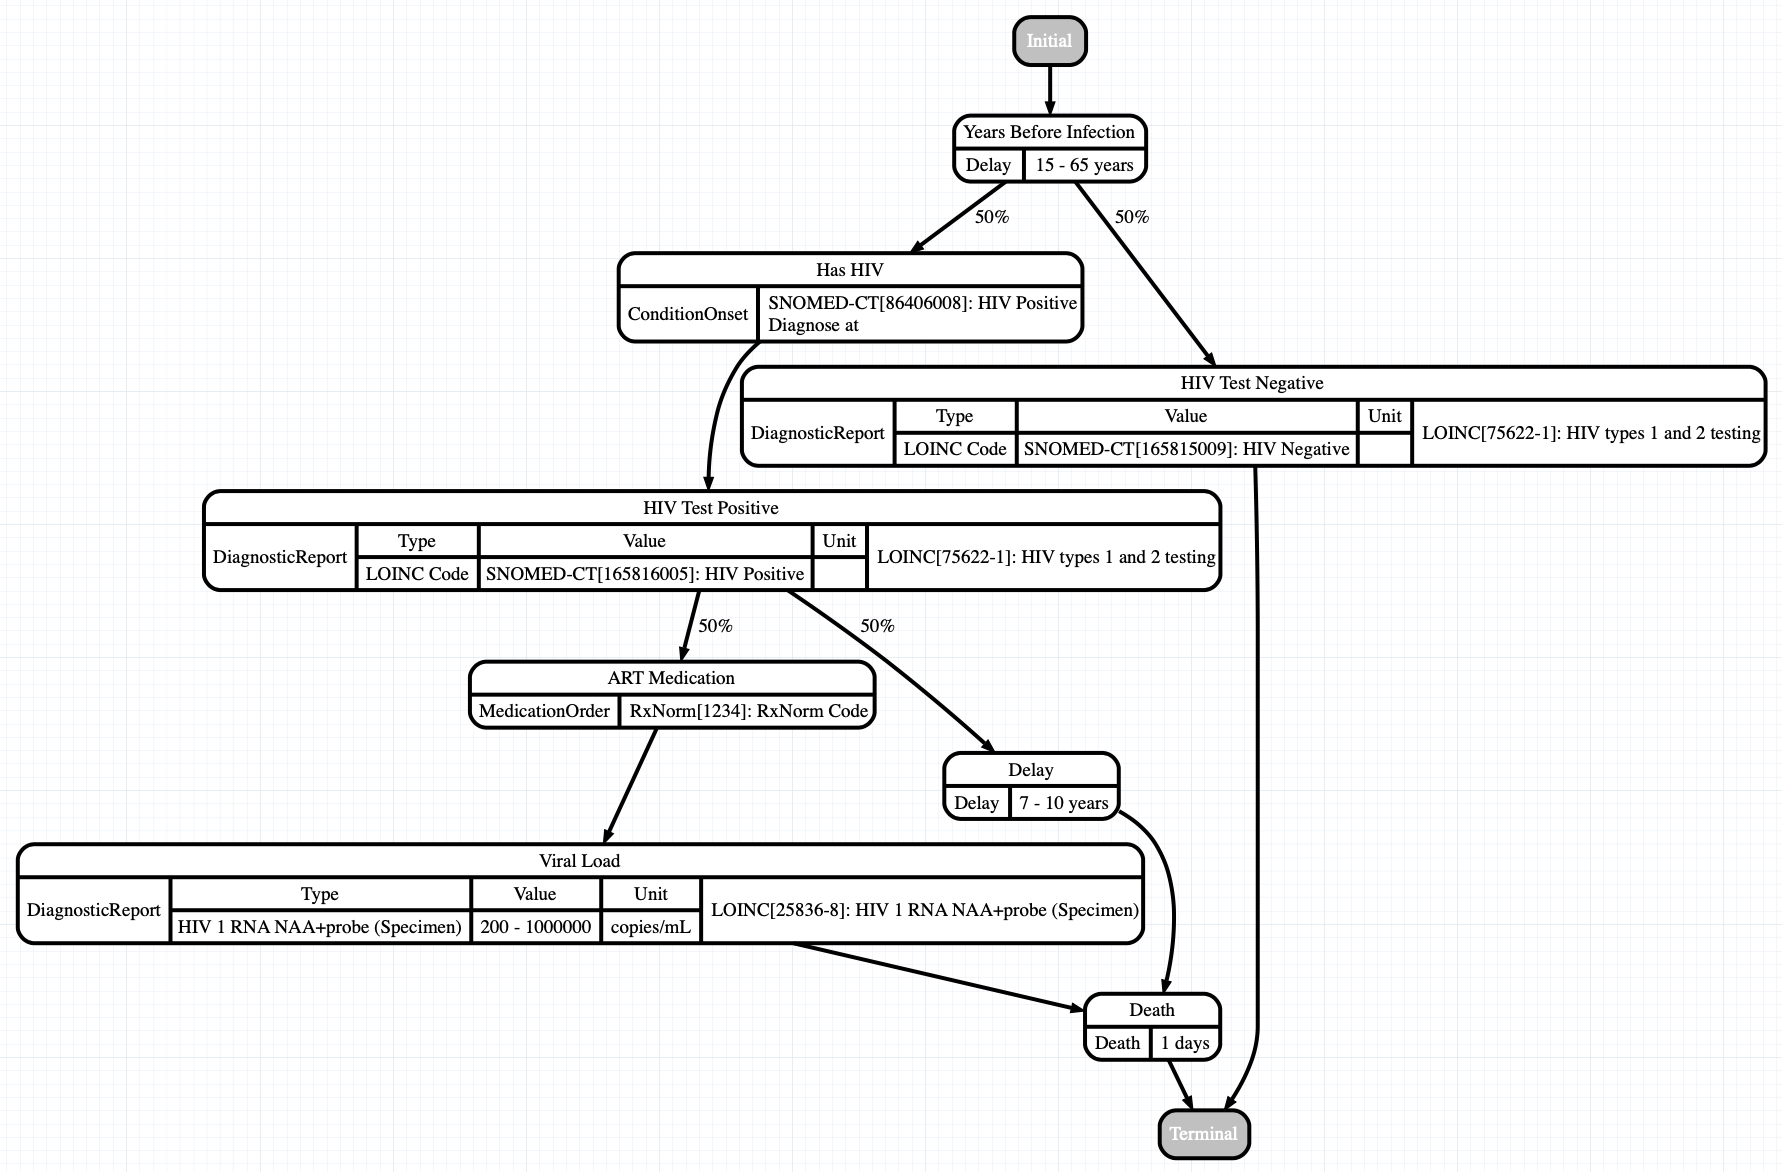 Initial
Years Before Infection
Delay 15 - 65 years
50% 50%
Has HIV
ConditionOnset SNOMED-CT[86406008]: HIV Positive
Diagnose at
HIV Test Negative
DiagnosticReport Type Value Unit LOINC[75622-1]: HIV types 1 and 2 testing
LOINC Code SNOMED-CT[165815009]: HIV Negative
HIV Test Positive
DiagnosticReport Type Value Unit LOINC[75622-1]: HIV types 1 and 2 testing
LOINC Code SNOMED-CT[165816005]: HIV Positive
50% 50%
ART Medication
MedicationOrder RxNorm[1234]: RxNorm Code
Delay
Delay 7 - 10 years
Viral Load
DiagnosticReport Type Value Unit LOINC[25836-8]: HIV 1 RNA NAA+probe (Specimen)
HIV 1 RNA NAA+probe (Specimen) 200 - 1000000 copies/mL
Death
Death 1 days
Terminal